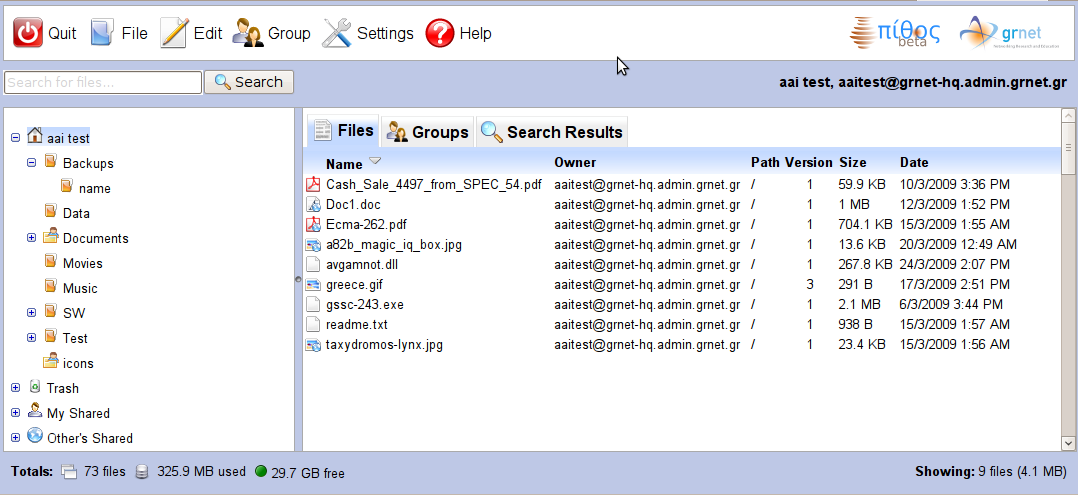 Quit File Edit Group Settings Help πίθος beta grnet
Search for files... Search aai test, aaitest@grnet-hq.admin.grnet.gr
aai test
Backups
name
Data
Documents
Movies
Music
SW
Test
icons
Trash
My Shared
Other's Shared
Files Groups Search Results
Name Owner Path Version Size Date
Cash_Sale_4497_from_SPEC_54.pdf aaitest@grnet-hq.admin.grnet.gr / 1 59.9 KB 10/3/2009 3:36 PM
Doc1.doc aaitest@grnet-hq.admin.grnet.gr / 1 1 MB 12/3/2009 1:52 PM
Ecma-262.pdf aaitest@grnet-hq.admin.grnet.gr / 1 704.1 KB 15/3/2009 1:55 AM
a82b_magic_iq_box.jpg aaitest@grnet-hq.admin.grnet.gr / 1 13.6 KB 20/3/2009 12:49 AM
avgamnot.dll aaitest@grnet-hq.admin.grnet.gr / 1 267.8 KB 24/3/2009 2:07 PM
greece.gif aaitest@grnet-hq.admin.grnet.gr / 3 291 B 17/3/2009 2:51 PM
gssc-243.exe aaitest@grnet-hq.admin.grnet.gr / 1 2.1 MB 6/3/2009 3:44 PM
readme.txt aaitest@grnet-hq.admin.grnet.gr / 1 938 B 15/3/2009 1:57 AM
taxydromos-lynx.jpg aaitest@grnet-hq.admin.grnet.gr / 1 23.4 KB 15/3/2009 1:56 AM
Totals: 73 files 325.9 MB used 29.7 GB free Showing: 9 files (4.1 MB)